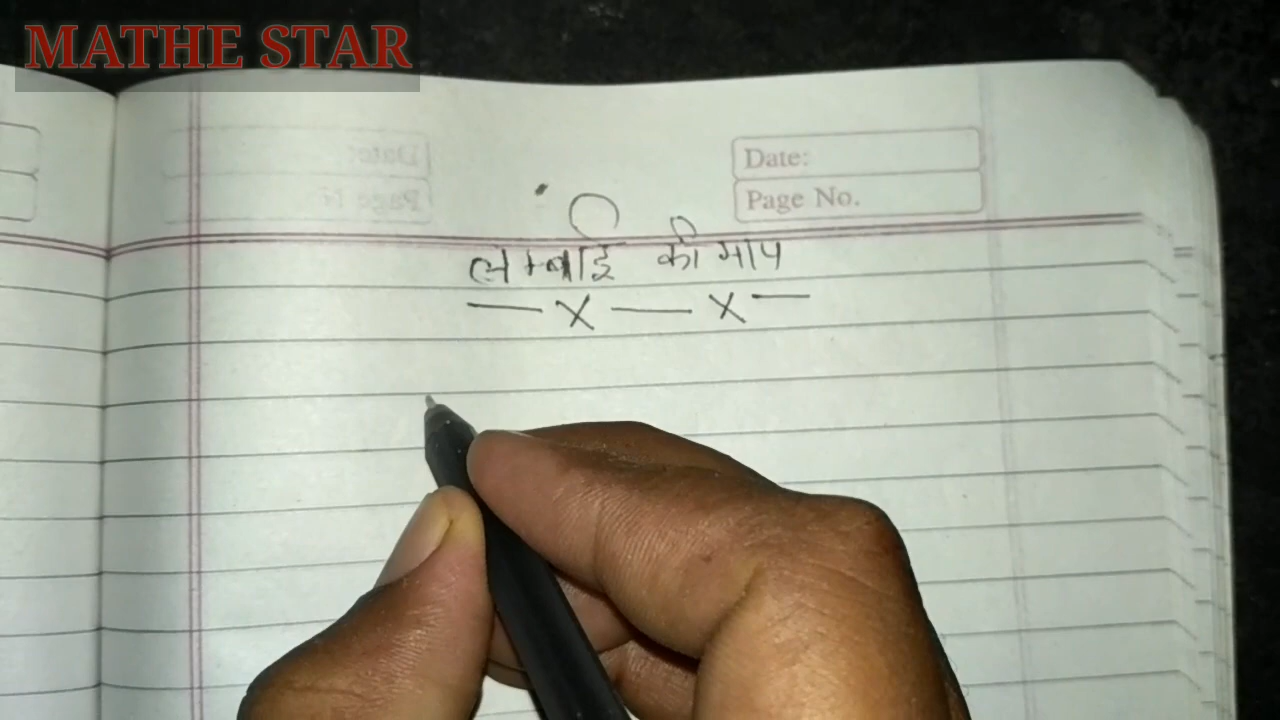 MATHE STAR
Date:
Page No.
लम्बाई की माप
— X — X —